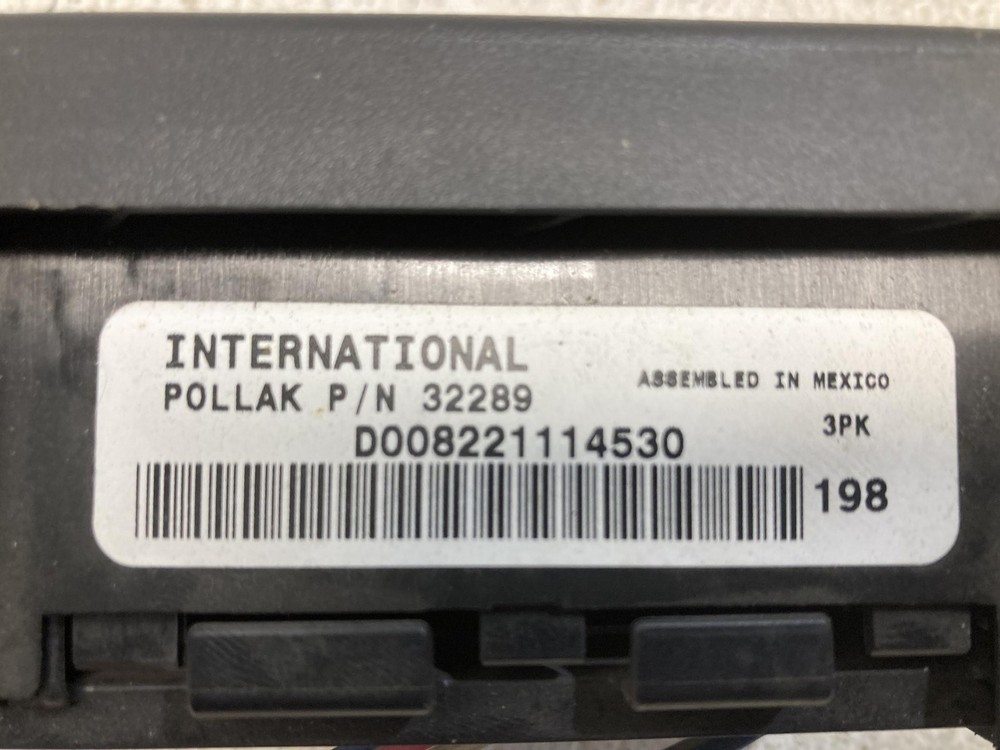 INTERNATIONAL
POLLAK P/N 32289
ASSEMBLED IN MEXICO
3PK
D008221114530
198